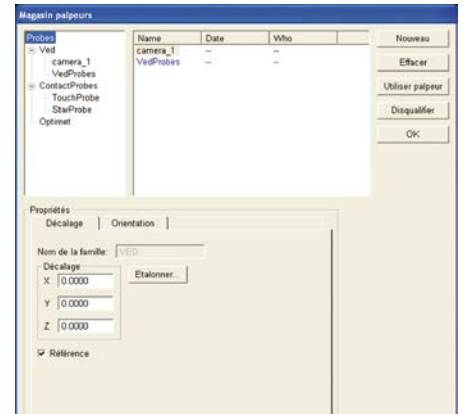 Magasin palpeurs
Probes
Ved
camera_1
VedProbes
ContactProbes
TouchProbe
StarProbe
Optimet
Name Date Who
camera_1 -- --
VedProbes -- --
Nouveau
Effacer
Utiliser palpeur
Disqualifier
OK
Propriétés
Décalage Orientation
Nom de la famille: VED
Décalage
X 0.0000
Etalonner...
Y 0.0000
Z 0.0000
Référence